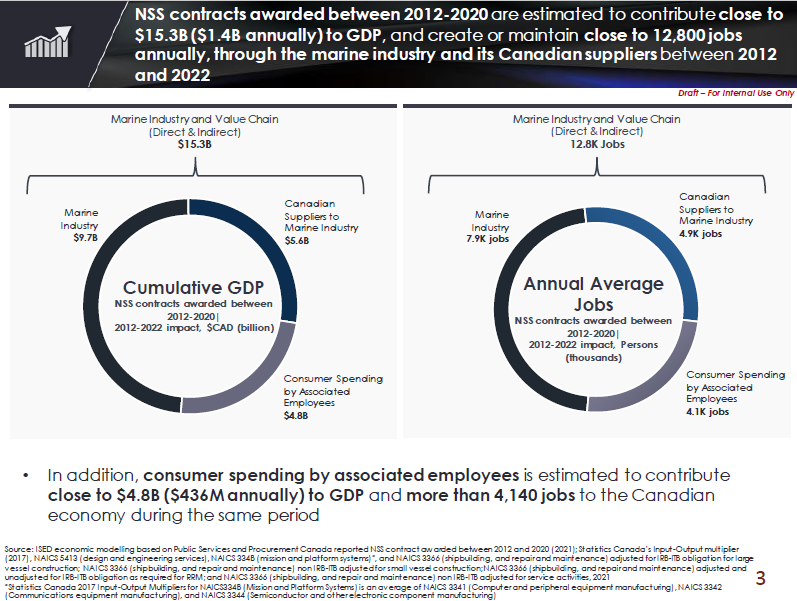 NSS contracts awarded between 2012-2020 are estimated to contribute close to
$15.3B ($1.4B annually) to GDP, and create or maintain close to 12,800 jobs
annually, through the marine industry and its Canadian suppliers between 2012
and 2022
Draft – For Internal Use Only
Marine Industry and Value Chain
(Direct & Indirect)
$15.3B
Marine
Industry
$9.7B
Canadian
Suppliers to
Marine Industry
$5.6B
Cumulative GDP
NSS contracts awarded between
2012-2020|
2012-2022 impact, $CAD (billion)
Consumer Spending
by Associated
Employees
$4.8B
Marine Industry and Value Chain
(Direct & Indirect)
12.8K Jobs
Marine
Industry
7.9K jobs
Canadian
Suppliers to
Marine Industry
4.9K jobs
Annual Average
Jobs
NSS contracts awarded between
2012-2020|
2012-2022 impact, Persons
(thousands)
Consumer Spending
by Associated
Employees
4.1K jobs
• In addition, consumer spending by associated employees is estimated to contribute
close to $4.8B ($436M annually) to GDP and more than 4,140 jobs to the Canadian
economy during the same period
Source: ISED economic modelling based on Public Services and Procurement Canada reported NSS contract awarded between 2012 and 2020 (2021); Statistics Canada's Input-Output multiplier
(2017), NAICS 5413 (design and engineering services), NAICS 334B (mission and platform systems)*, and NAICS 3366 (shipbuilding, and repair and maintenance) adjusted for IRB-ITB obligation for large
vessel construction; NAICS 3366 (shipbuilding, and repair and maintenance) non IRB-ITB adjusted for small vessel construction; NAICS 3366 (shipbuilding, and repair and maintenance) adjusted and
unadjusted for IRB-ITB obligation as required for RRM; and NAICS 3366 (shipbuilding, and repair and maintenance) non IRB-ITB adjusted for service activities, 2021
*Statistics Canada 2017 Input-Output Multipliers for NAICS334B (Mission and Platform Systems) is an average of NAICS 3341 (Computer and peripheral equipment manufacturing), NAICS 3342
(Communications equipment manufacturing), and NAICS 3344 (Semiconductor and other electronic component manufacturing)
3